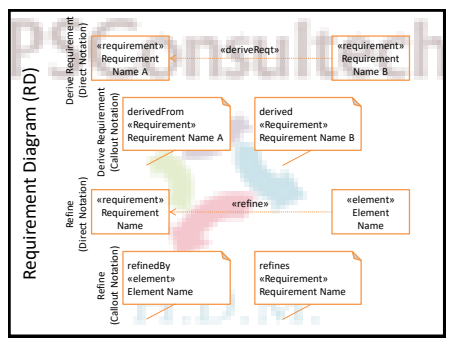 PSConsultech
Requirement Diagram (RD)
Derive Requirement
(Direct Notation)
«requirement»
Requirement
Name A
«deriveReqt»
«requirement»
Requirement
Name B
Derive Requirement
(Callout Notation)
derivedFrom
«Requirement»
Requirement Name A
derived
«Requirement»
Requirement Name B
Refine
(Direct Notation)
«requirement»
Requirement
Name
«refine»
«element»
Element
Name
Refine
(Callout Notation)
refinedBy
«element»
Element Name
refines
«Requirement»
Requirement Name